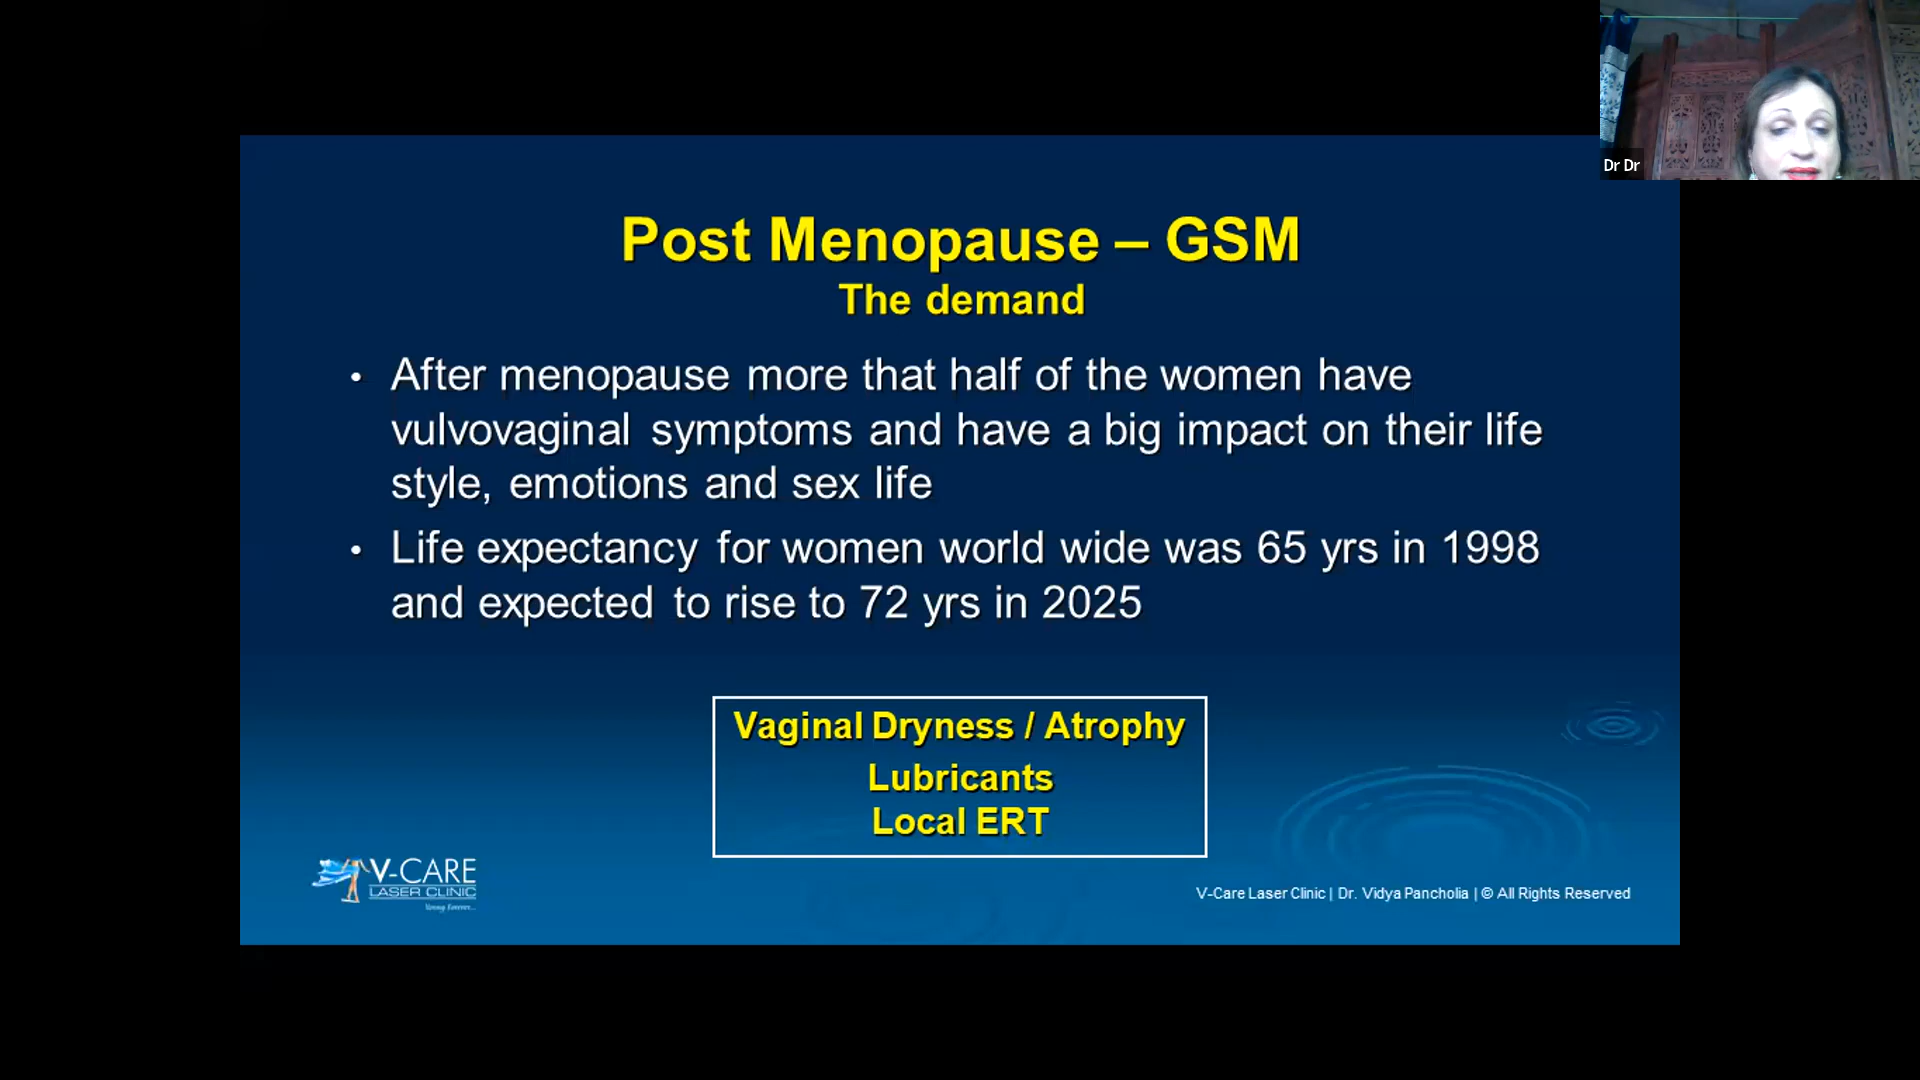 Dr Dr
Post Menopause – GSM
The demand
• After menopause more that half of the women have
vulvovaginal symptoms and have a big impact on their life
style, emotions and sex life
• Life expectancy for women world wide was 65 yrs in 1998
and expected to rise to 72 yrs in 2025
Vaginal Dryness / Atrophy
Lubricants
Local ERT
V-CARE
LASER CLINIC
Young Forever...
V-Care Laser Clinic | Dr. Vidya Pancholia | © All Rights Reserved